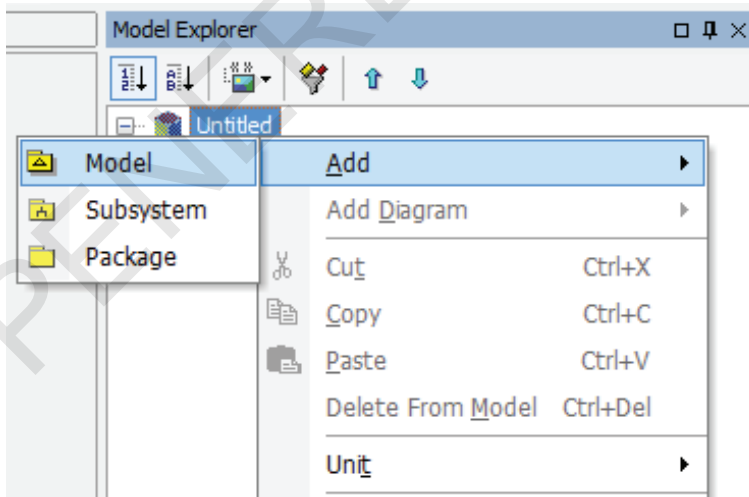 Model Explorer
Untitled
Model
Add
Subsystem
Add Diagram
Package
Cut Ctrl+X
Copy Ctrl+C
Paste Ctrl+V
Delete From Model Ctrl+Del
Unit